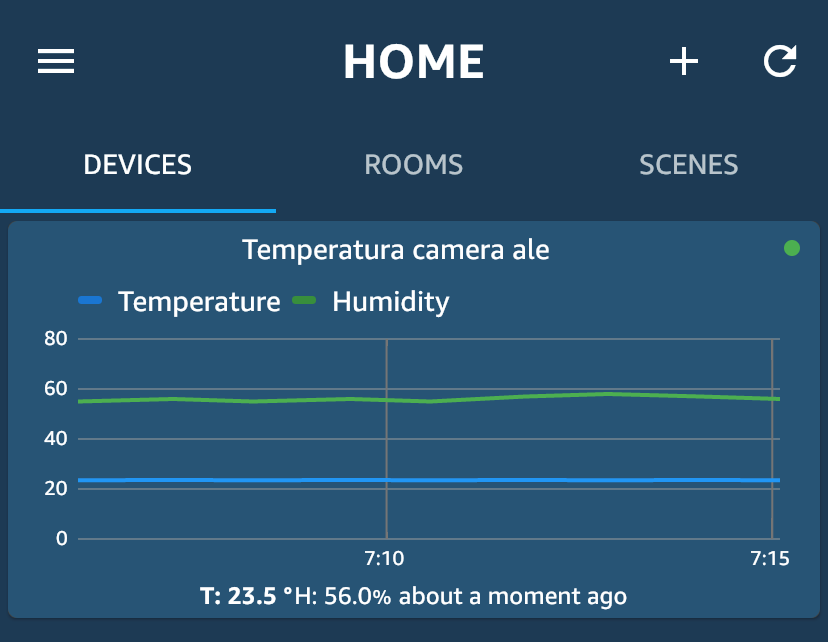 HOME
DEVICES ROOMS SCENES
Temperatura camera ale
Temperature Humidity
80
60
40
20
0
7:10 7:15
T: 23.5 °H: 56.0% about a moment ago